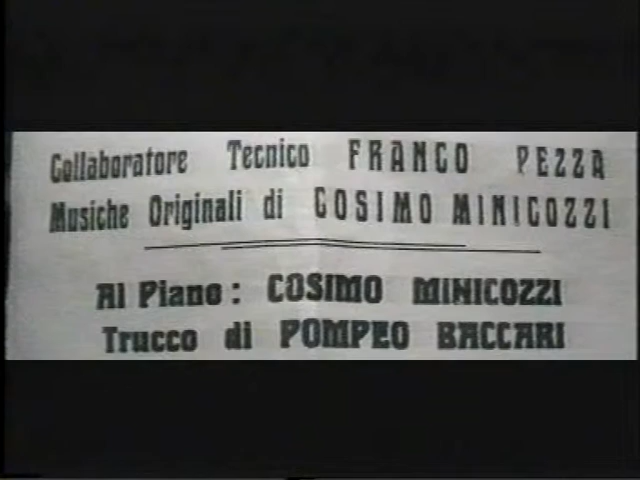 Collaboratore Tecnico FRANCO PEZZA
Musiche Originali di COSIMO MINICOZZI
Al Piano: COSIMO MINICOZZI
Trucco di POMPEO BACCARI